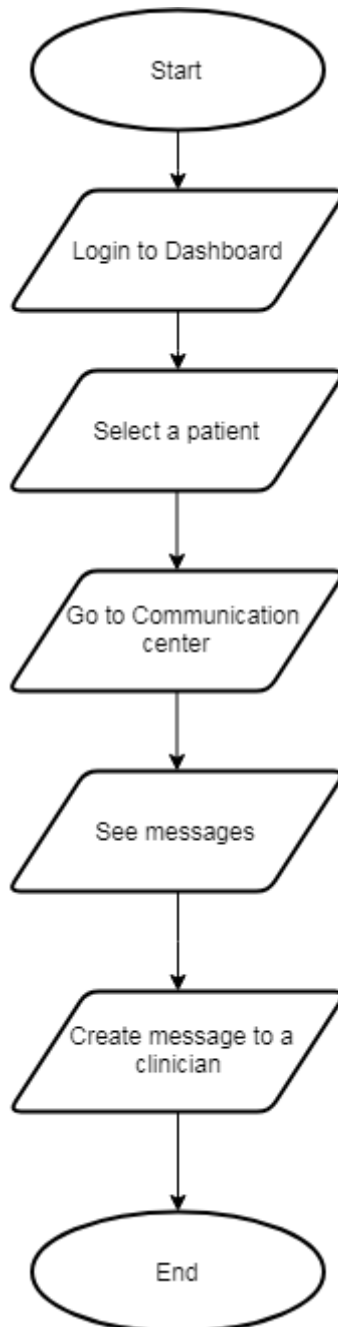 Start
Login to Dashboard
Select a patient
Go to Communication
center
See messages
Create message to a
clinician
End